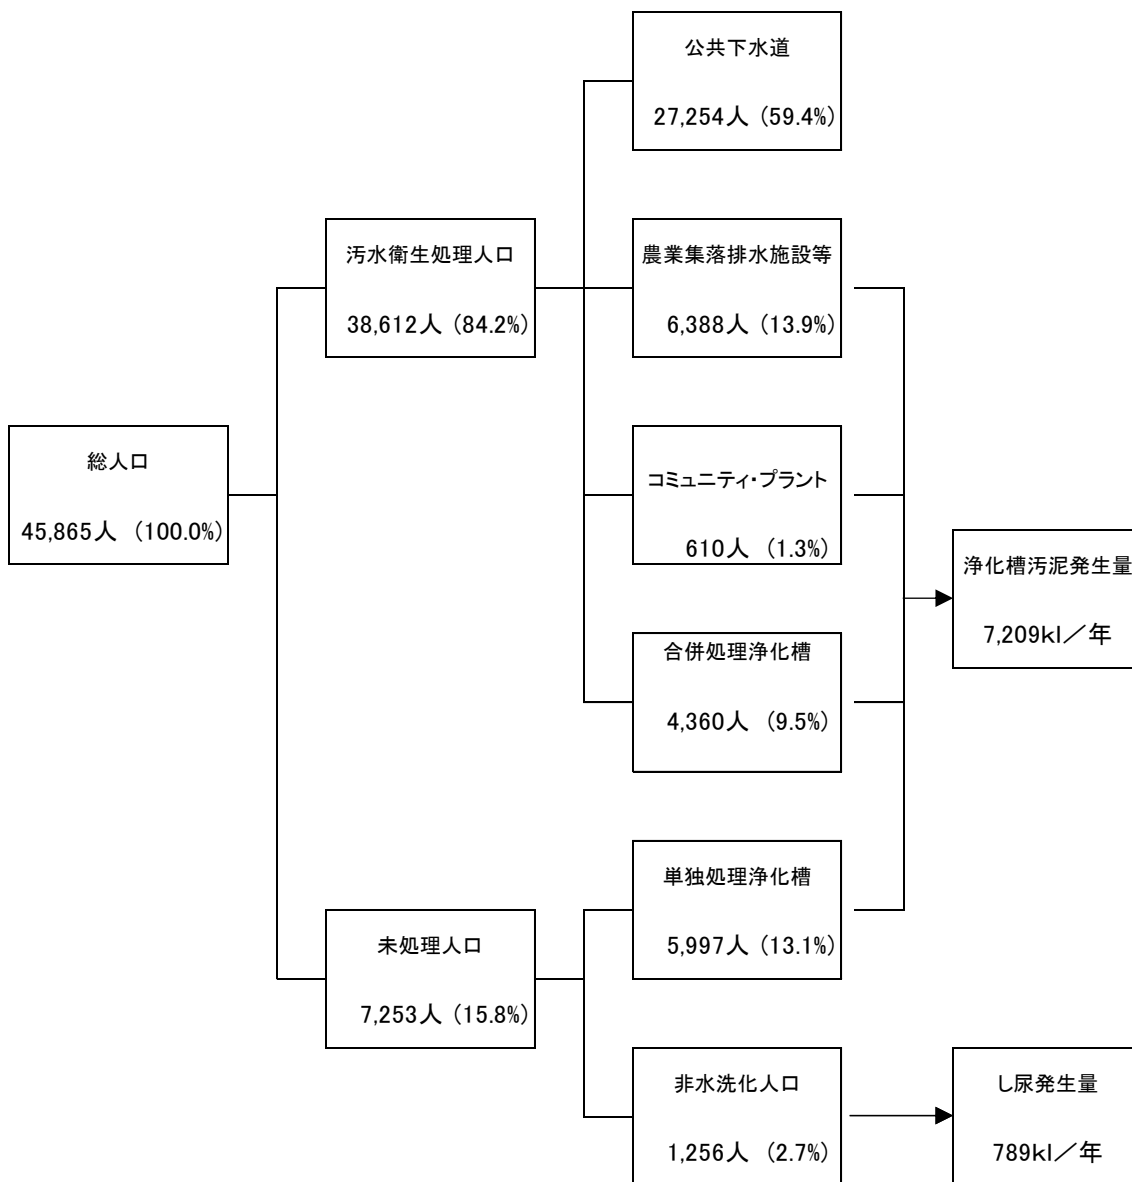 公共下水道
27,254人 (59.4%)
汚水衛生処理人口
38,612人 (84.2%)
農業集落排水施設等
6,388人 (13.9%)
総人口
45,865人 (100.0%)
コミュニティ・プラント
610人 (1.3%)
浄化槽汚泥発生量
7,209kl／年
合併処理浄化槽
4,360人 (9.5%)
単独処理浄化槽
5,997人 (13.1%)
未処理人口
7,253人 (15.8%)
非水洗化人口
1,256人 (2.7%)
し尿発生量
789kl／年